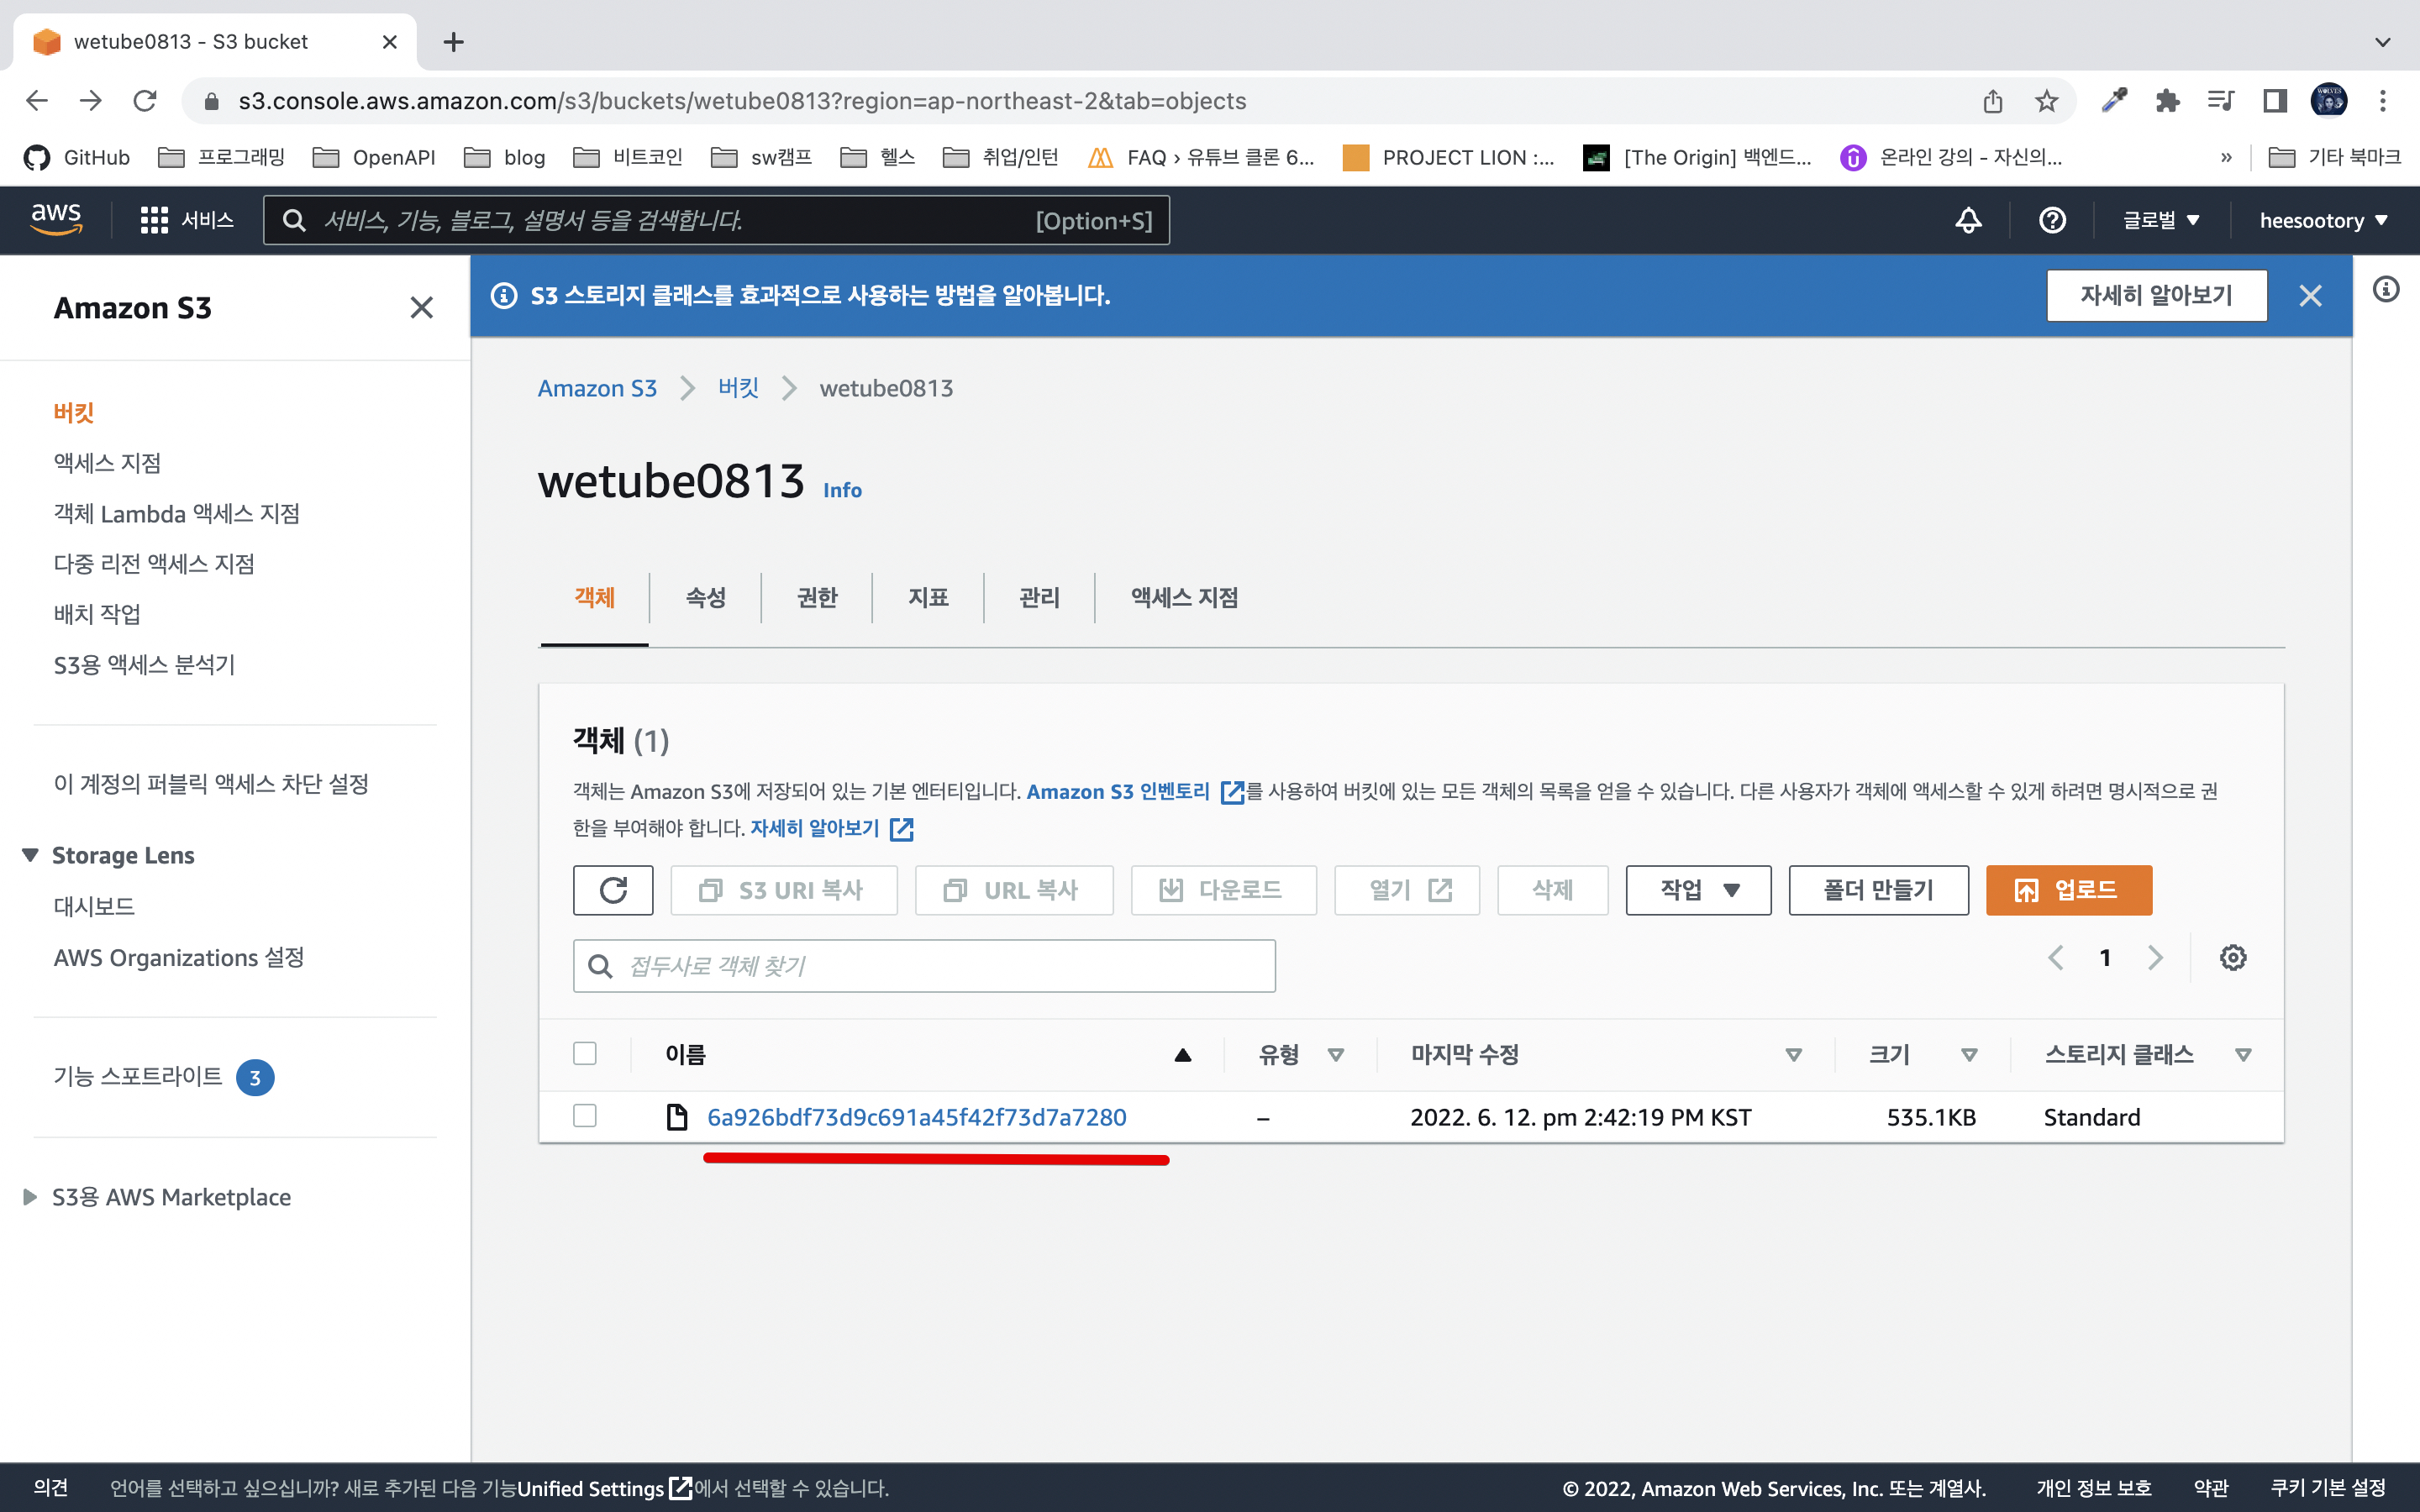 wetube0813 - S3 bucket
s3.console.aws.amazon.com/s3/buckets/wetube0813?region=ap-northeast-2&tab=objects
GitHub 프로그래밍 OpenAPI blog 비트코인 sw캠프 헬스 취업/인턴 FAQ › 유튜브 클론 6... PROJECT LION :... [The Origin] 백엔드... 온라인 강의 - 자신의... » 기타 북마크
aws 서비스 서비스, 기능, 블로그, 설명서 등을 검색합니다. [Option+S] 글로벌 heesootory
Amazon S3
S3 스토리지 클래스를 효과적으로 사용하는 방법을 알아봅니다. 자세히 알아보기
버킷
액세스 지점
객체 Lambda 액세스 지점
다중 리전 액세스 지점
배치 작업
S3용 액세스 분석기
이 계정의 퍼블릭 액세스 차단 설정
Storage Lens
대시보드
AWS Organizations 설정
기능 스포트라이트 3
S3용 AWS Marketplace
Amazon S3 버킷 wetube0813
wetube0813 Info
객체 속성 권한 지표 관리 액세스 지점
객체 (1)
객체는 Amazon S3에 저장되어 있는 기본 엔터티입니다. Amazon S3 인벤토리 를 사용하여 버킷에 있는 모든 객체의 목록을 얻을 수 있습니다. 다른 사용자가 객체에 액세스할 수 있게 하려면 명시적으로 권
한을 부여해야 합니다. 자세히 알아보기
S3 URI 복사 URL 복사 다운로드 열기 삭제 작업 폴더 만들기 업로드
접두사로 객체 찾기 1
이름 유형 마지막 수정 크기 스토리지 클래스
6a926bdf73d9c691a45f42f73d7a7280 – 2022. 6. 12. pm 2:42:19 PM KST 535.1KB Standard
의견 언어를 선택하고 싶으십니까? 새로 추가된 다음 기능Unified Settings 에서 선택할 수 있습니다. © 2022, Amazon Web Services, Inc. 또는 계열사. 개인 정보 보호 약관 쿠키 기본 설정